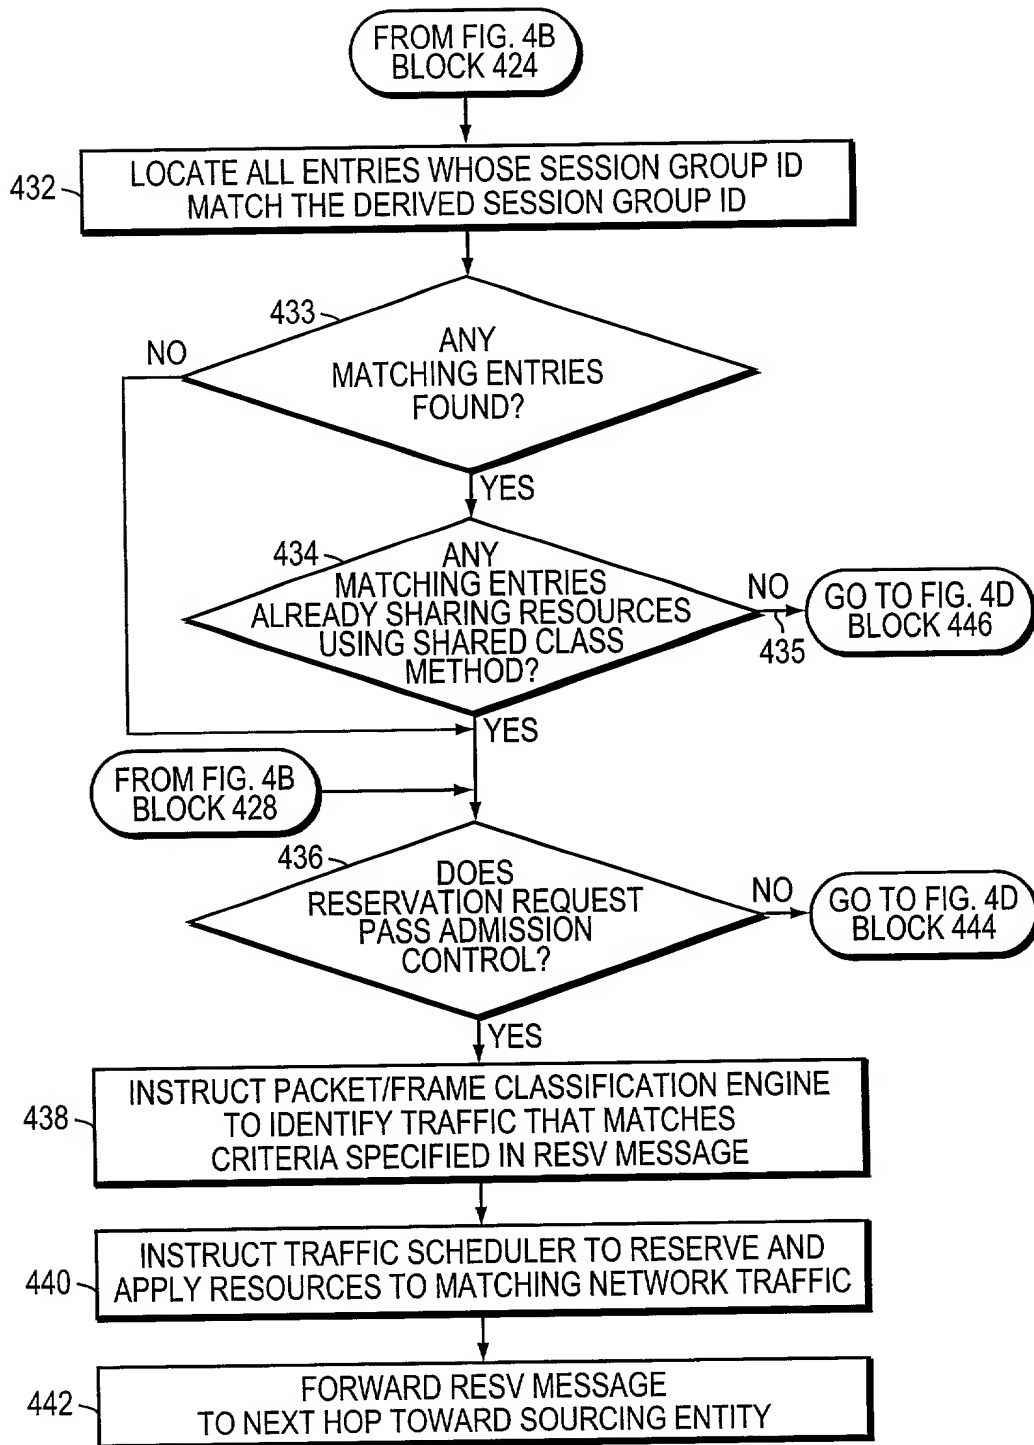 FROM FIG. 4B
BLOCK 424
432
LOCATE ALL ENTRIES WHOSE SESSION GROUP ID
MATCH THE DERIVED SESSION GROUP ID
433
NO
ANY
MATCHING ENTRIES
FOUND?
YES
434
ANY
MATCHING ENTRIES
ALREADY SHARING RESOURCES
USING SHARED CLASS
METHOD?
NO
435
GO TO FIG. 4D
BLOCK 446
YES
FROM FIG. 4B
BLOCK 428
436
DOES
RESERVATION REQUEST
PASS ADMISSION
CONTROL?
NO
GO TO FIG. 4D
BLOCK 444
YES
438
INSTRUCT PACKET/FRAME CLASSIFICATION ENGINE
TO IDENTIFY TRAFFIC THAT MATCHES
CRITERIA SPECIFIED IN RESV MESSAGE
440
INSTRUCT TRAFFIC SCHEDULER TO RESERVE AND
APPLY RESOURCES TO MATCHING NETWORK TRAFFIC
442
FORWARD RESV MESSAGE
TO NEXT HOP TOWARD SOURCING ENTITY